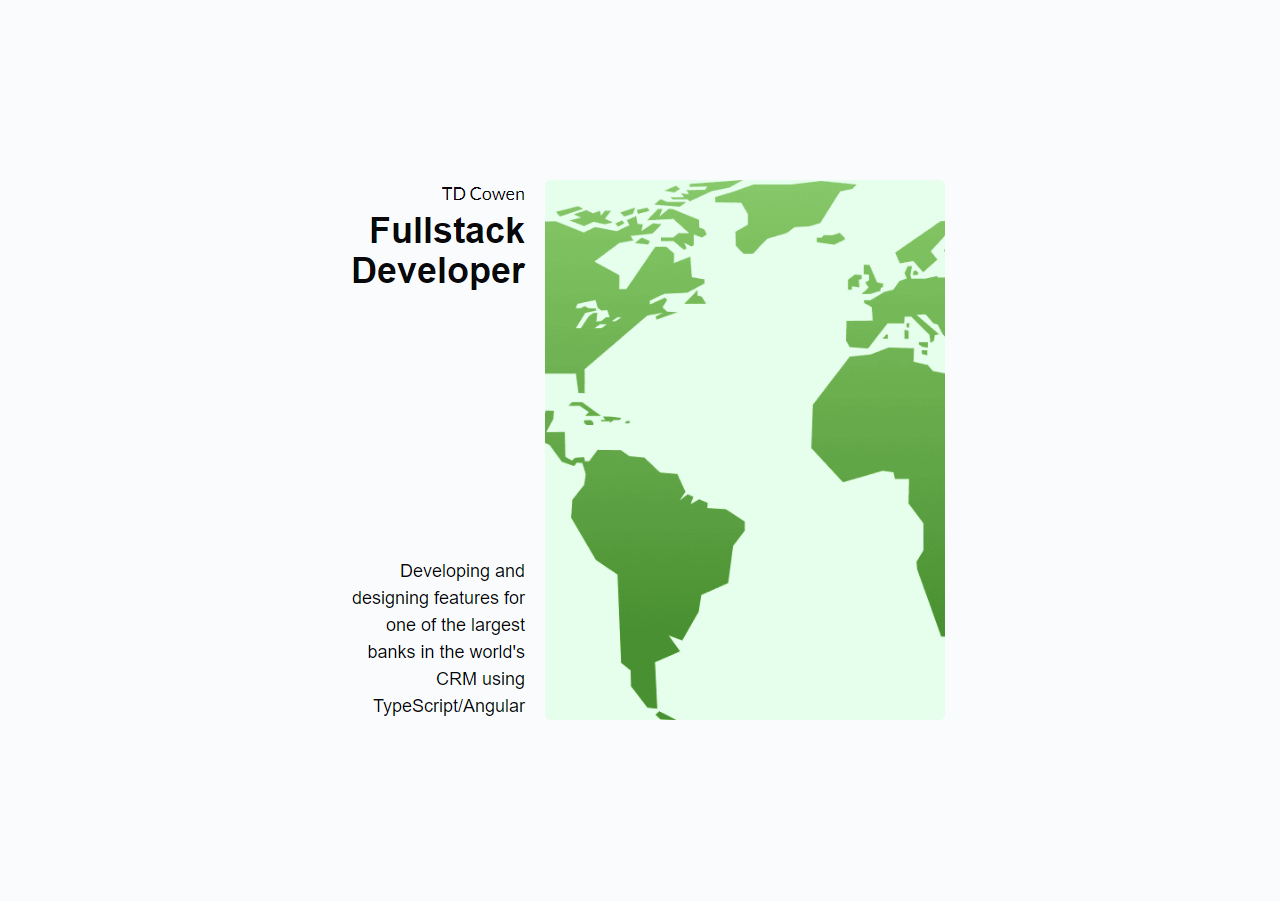 TD Cowen
Fullstack
Developer
Developing and
designing features for
one of the largest
banks in the world's
CRM using
TypeScript/Angular